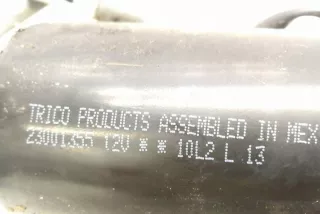 TRICO PRODUCTS ASSEMBLED IN MEX
23001355 12V * * 10L2 L 13